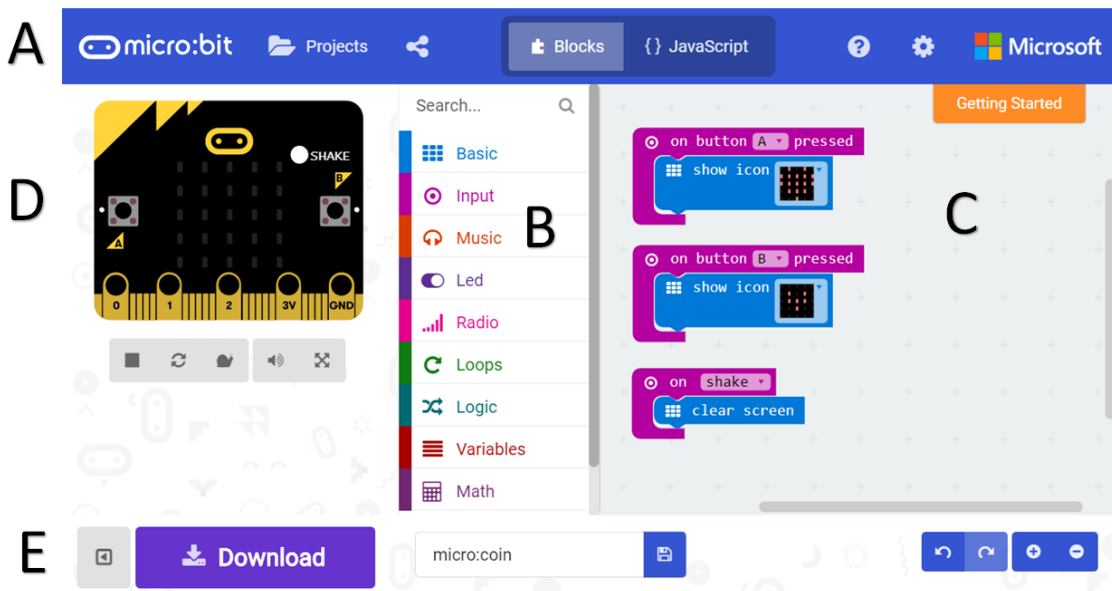 A
micro:bit
Projects
Blocks
{} JavaScript
?
Microsoft
Getting Started
D
SHAKE
B
A
0
1
2
3V
GND
Search...
Basic
Input
Music
Led
Radio
Loops
Logic
Variables
Math
B
on button A pressed
show icon
on button B pressed
show icon
on shake
clear screen
C
E
Download
micro:coin